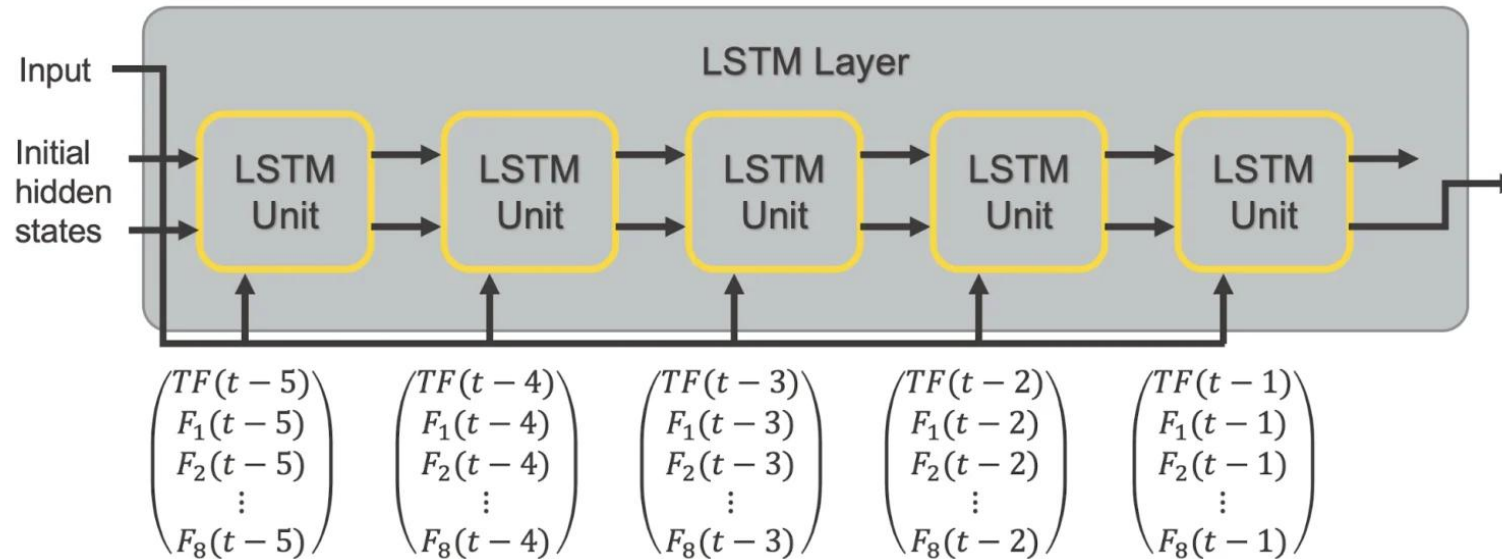 LSTM Layer
Input
Initial
hidden
states
LSTM
Unit
LSTM
Unit
LSTM
Unit
LSTM
Unit
LSTM
Unit
TF(t − 5)
F₁(t − 5)
F₂(t − 5)
⋮
F₈(t − 5)
TF(t − 4)
F₁(t − 4)
F₂(t − 4)
⋮
F₈(t − 4)
TF(t − 3)
F₁(t − 3)
F₂(t − 3)
⋮
F₈(t − 3)
TF(t − 2)
F₁(t − 2)
F₂(t − 2)
⋮
F₈(t − 2)
TF(t − 1)
F₁(t − 1)
F₂(t − 1)
⋮
F₈(t − 1)